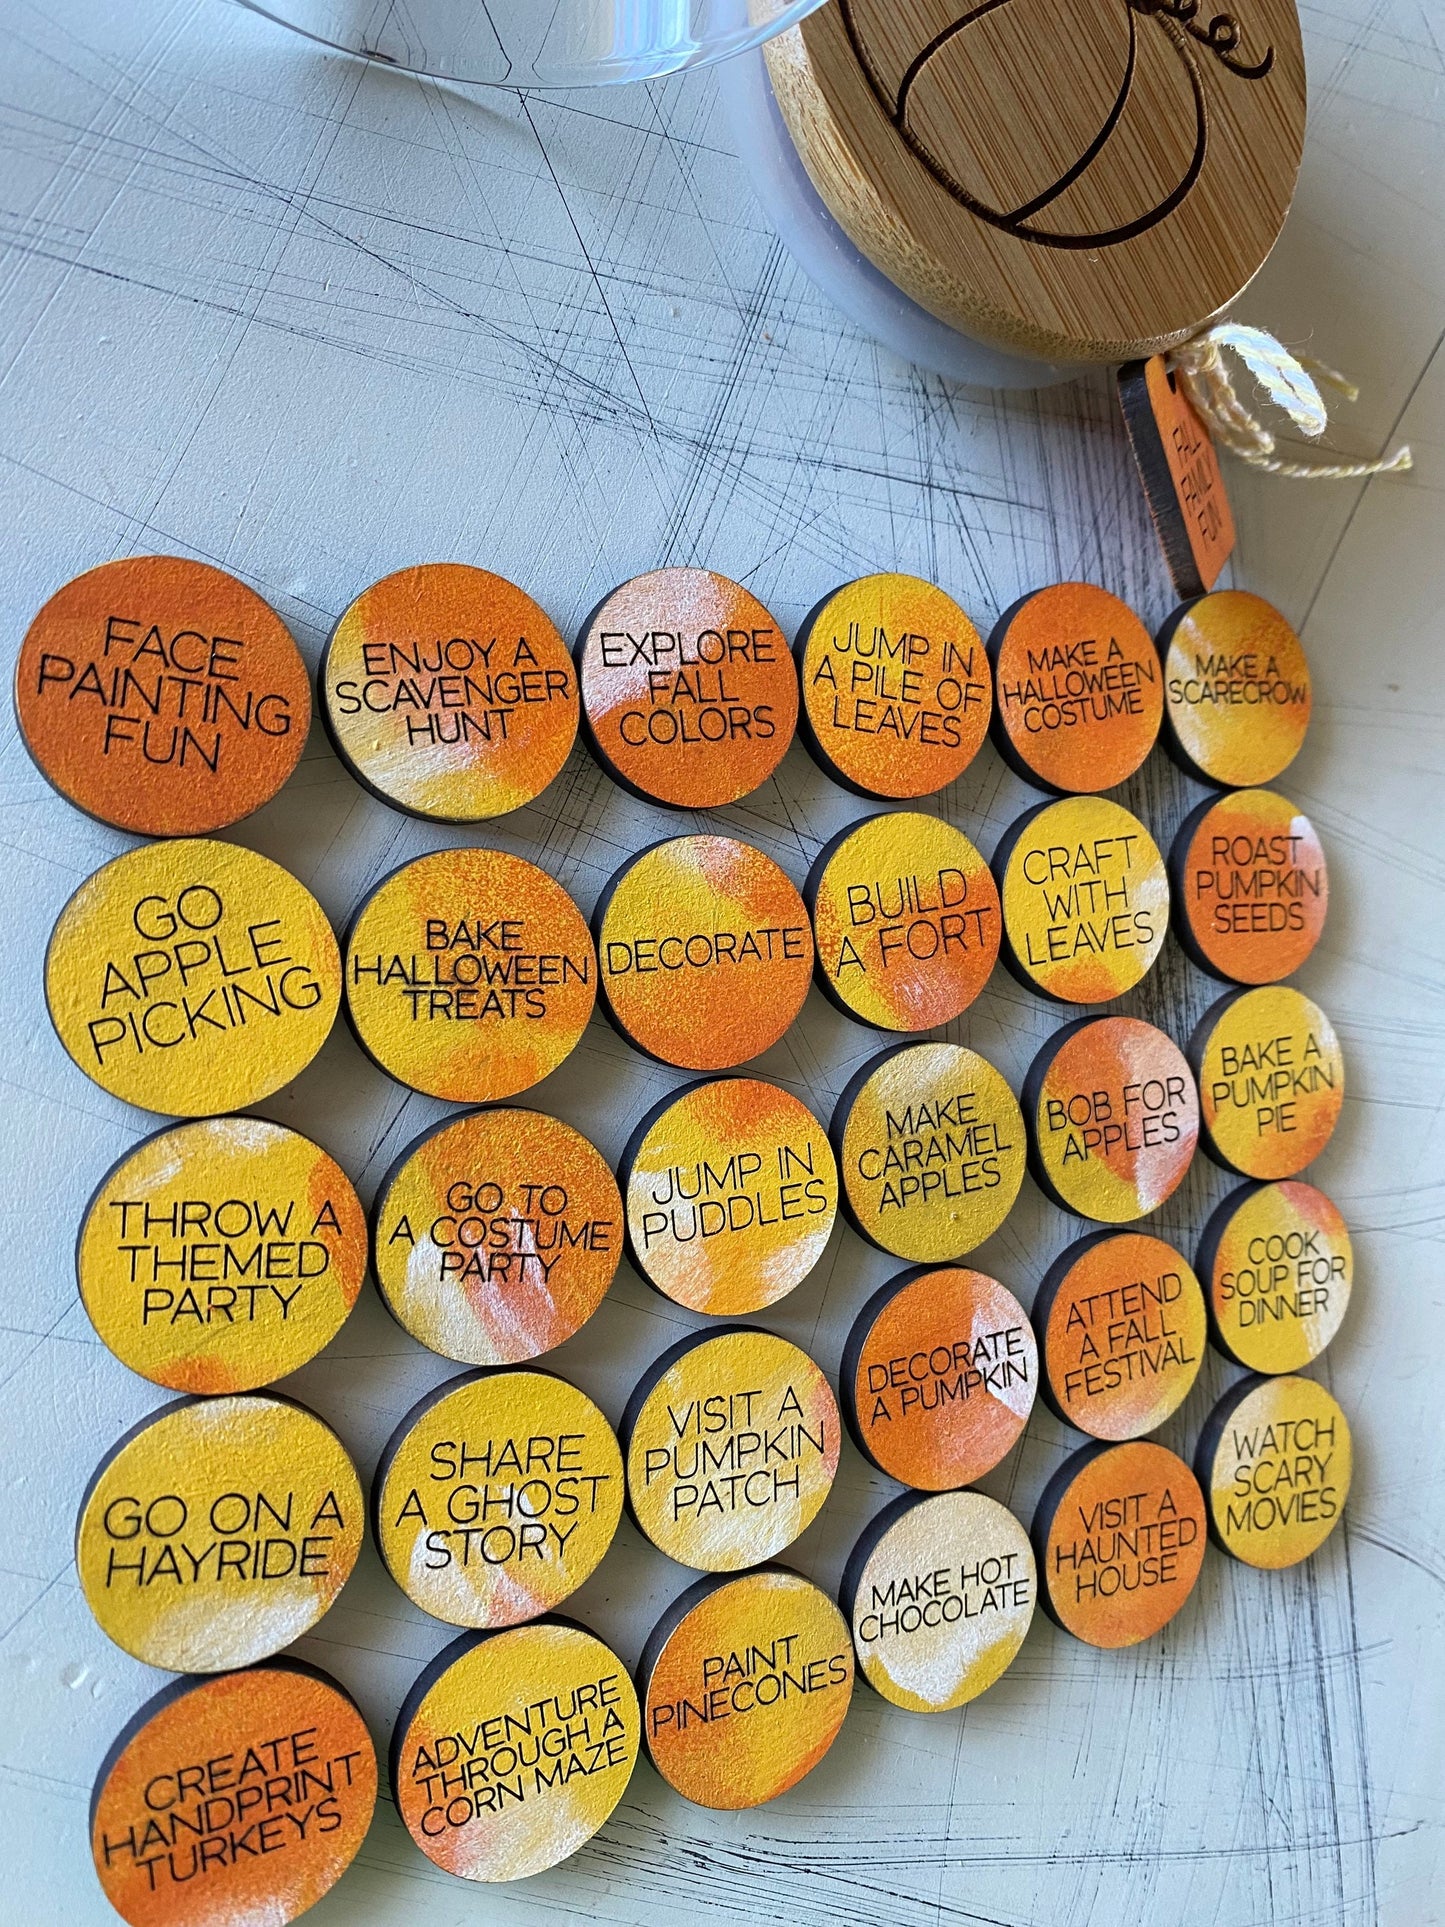 FALL
FAMILY
FUN
FACE
PAINTING
FUN
ENJOY A
SCAVENGER
HUNT
EXPLORE
FALL
COLORS
JUMP IN
A PILE OF
LEAVES
MAKE A
HALLOWEEN
COSTUME
MAKE A
SCARECROW
GO
APPLE
PICKING
BAKE
HALLOWEEN
TREATS
DECORATE
BUILD
A FORT
CRAFT
WITH
LEAVES
ROAST
PUMPKIN
SEEDS
THROW A
THEMED
PARTY
GO TO
A COSTUME
PARTY
JUMP IN
PUDDLES
MAKE
CARAMEL
APPLES
BOB FOR
APPLES
BAKE A
PUMPKIN
PIE
GO ON A
HAYRIDE
SHARE
A GHOST
STORY
VISIT A
PUMPKIN
PATCH
DECORATE
A PUMPKIN
ATTEND
A FALL
FESTIVAL
COOK
SOUP FOR
DINNER
CREATE
HANDPRINT
TURKEYS
ADVENTURE
THROUGH A
CORN MAZE
PAINT
PINECONES
MAKE HOT
CHOCOLATE
VISIT A
HAUNTED
HOUSE
WATCH
SCARY
MOVIES